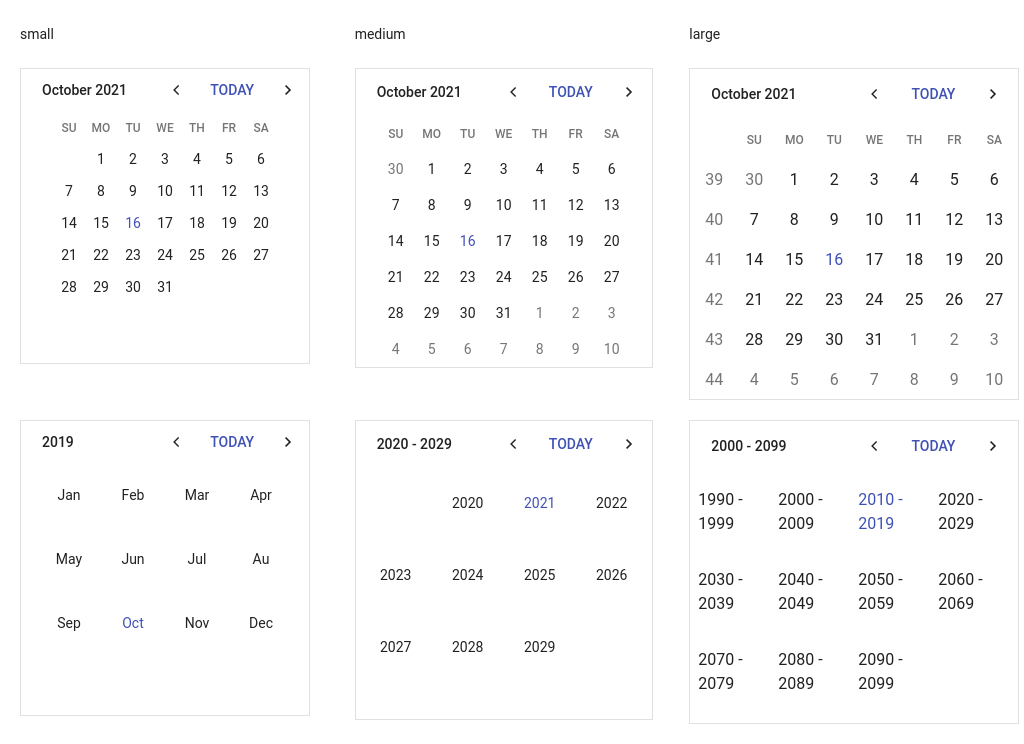 small
medium
large
October 2021 TODAY
SU MO TU WE TH FR SA
1 2 3 4 5 6
7 8 9 10 11 12 13
14 15 16 17 18 19 20
21 22 23 24 25 26 27
28 29 30 31
October 2021 TODAY
SU MO TU WE TH FR SA
30 1 2 3 4 5 6
7 8 9 10 11 12 13
14 15 16 17 18 19 20
21 22 23 24 25 26 27
28 29 30 31 1 2 3
4 5 6 7 8 9 10
October 2021 TODAY
SU MO TU WE TH FR SA
39 30 1 2 3 4 5 6
40 7 8 9 10 11 12 13
41 14 15 16 17 18 19 20
42 21 22 23 24 25 26 27
43 28 29 30 31 1 2 3
44 4 5 6 7 8 9 10
2019 TODAY
Jan Feb Mar Apr
May Jun Jul Au
Sep Oct Nov Dec
2020 - 2029 TODAY
2020 2021 2022
2023 2024 2025 2026
2027 2028 2029
2000 - 2099 TODAY
1990 - 2000 - 2010 - 2020 -
1999 2009 2019 2029
2030 - 2040 - 2050 - 2060 -
2039 2049 2059 2069
2070 - 2080 - 2090 -
2079 2089 2099